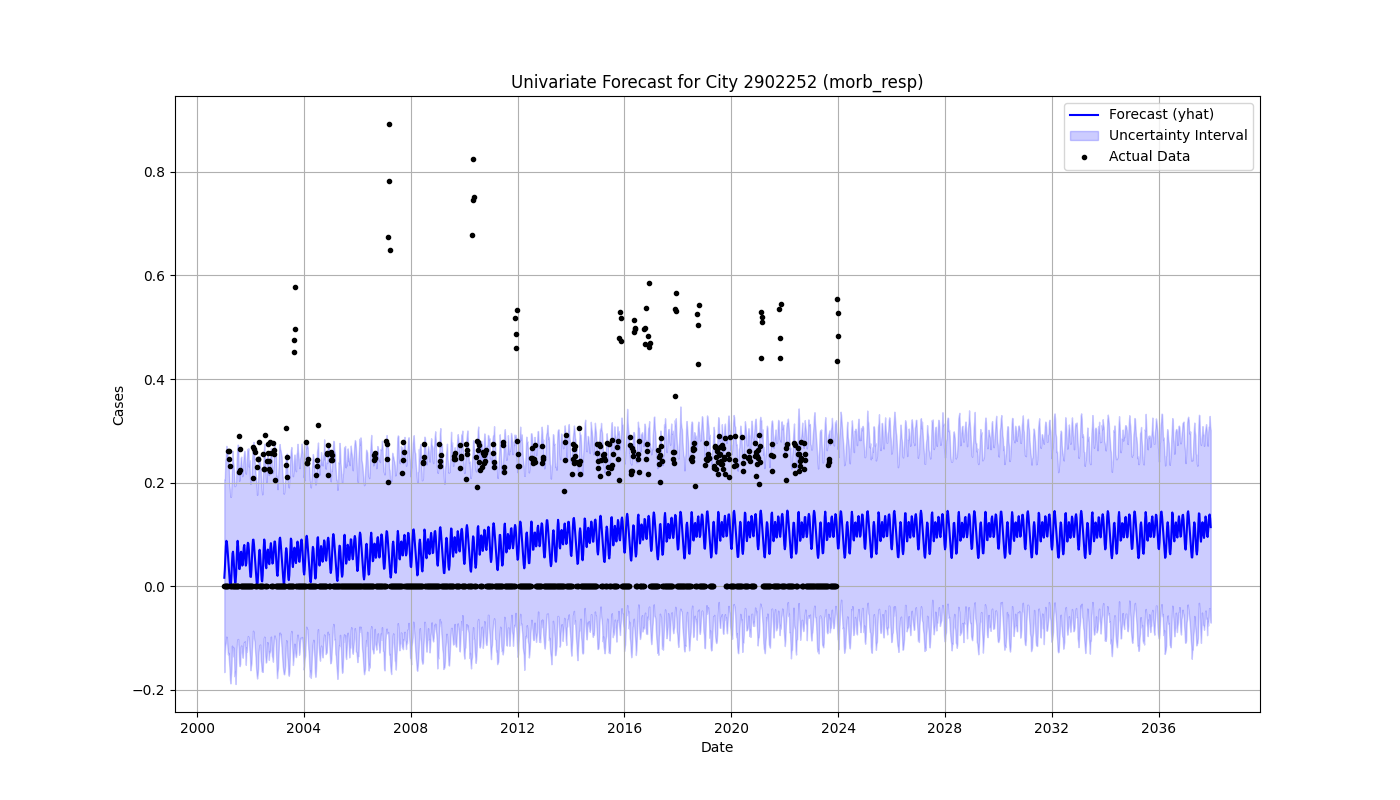 Univariate Forecast for City 2902252 (morb_resp)
Forecast (yhat)
Uncertainty Interval
Actual Data
Cases
0.8
0.6
0.4
0.2
0.0
−0.2
2000 2004 2008 2012 2016 2020 2024 2028 2032 2036
Date